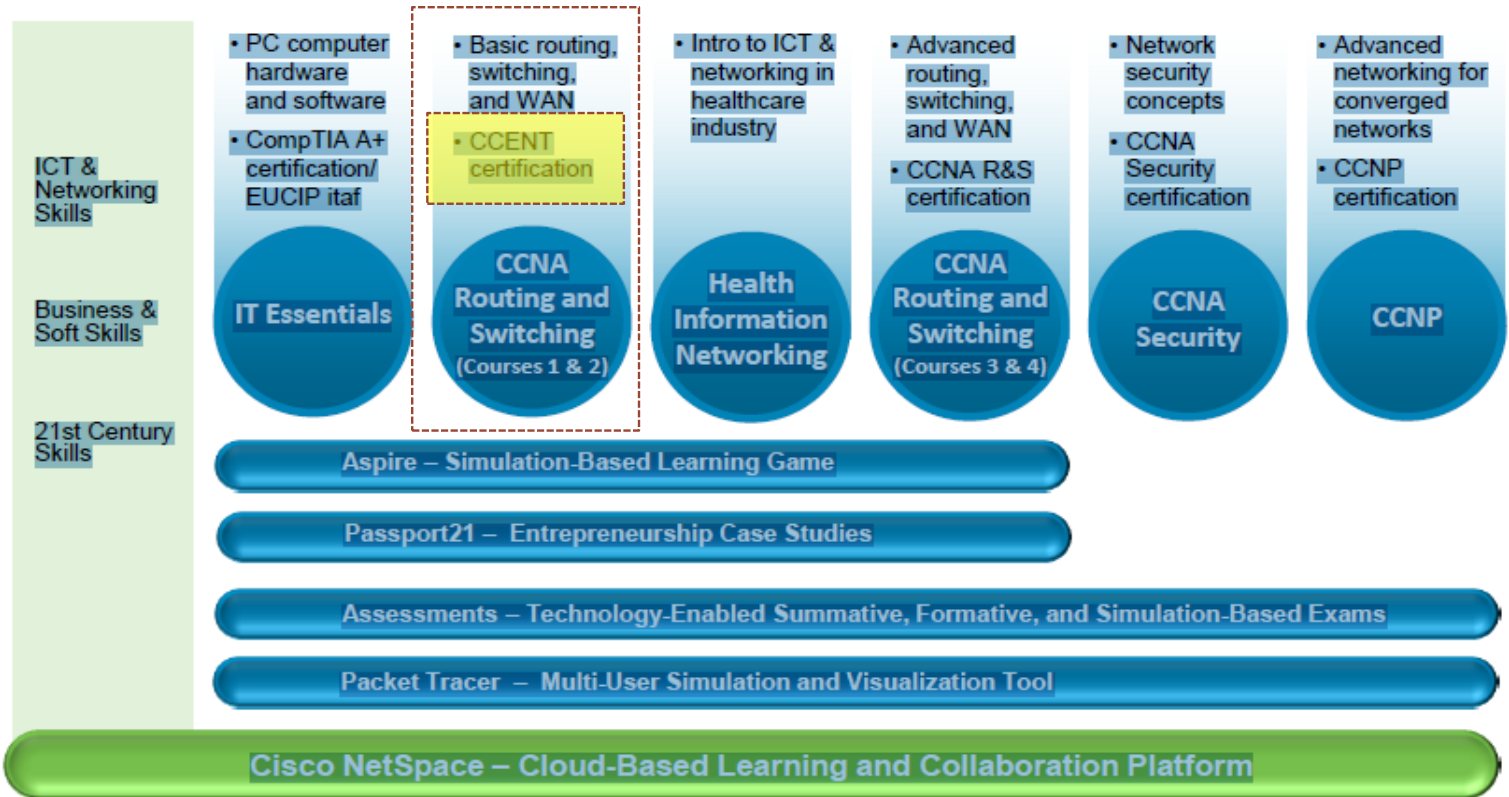 • PC computer
hardware
and software
• CompTIA A+
certification/
EUCIP itaf
• Basic routing,
switching,
and WAN
• CCENT
certification
• Intro to ICT &
networking in
healthcare
industry
• Advanced
routing,
switching,
and WAN
• CCNA R&S
certification
• Network
security
concepts
• CCNA
Security
certification
• Advanced
networking for
converged
networks
• CCNP
certification
ICT &
Networking
Skills
Business &
Soft Skills
21st Century
Skills
IT Essentials
CCNA
Routing and
Switching
(Courses 1 & 2)
Health
Information
Networking
CCNA
Routing and
Switching
(Courses 3 & 4)
CCNA
Security
CCNP
Aspire – Simulation-Based Learning Game
Passport21 – Entrepreneurship Case Studies
Assessments – Technology-Enabled Summative, Formative, and Simulation-Based Exams
Packet Tracer – Multi-User Simulation and Visualization Tool
Cisco NetSpace – Cloud-Based Learning and Collaboration Platform